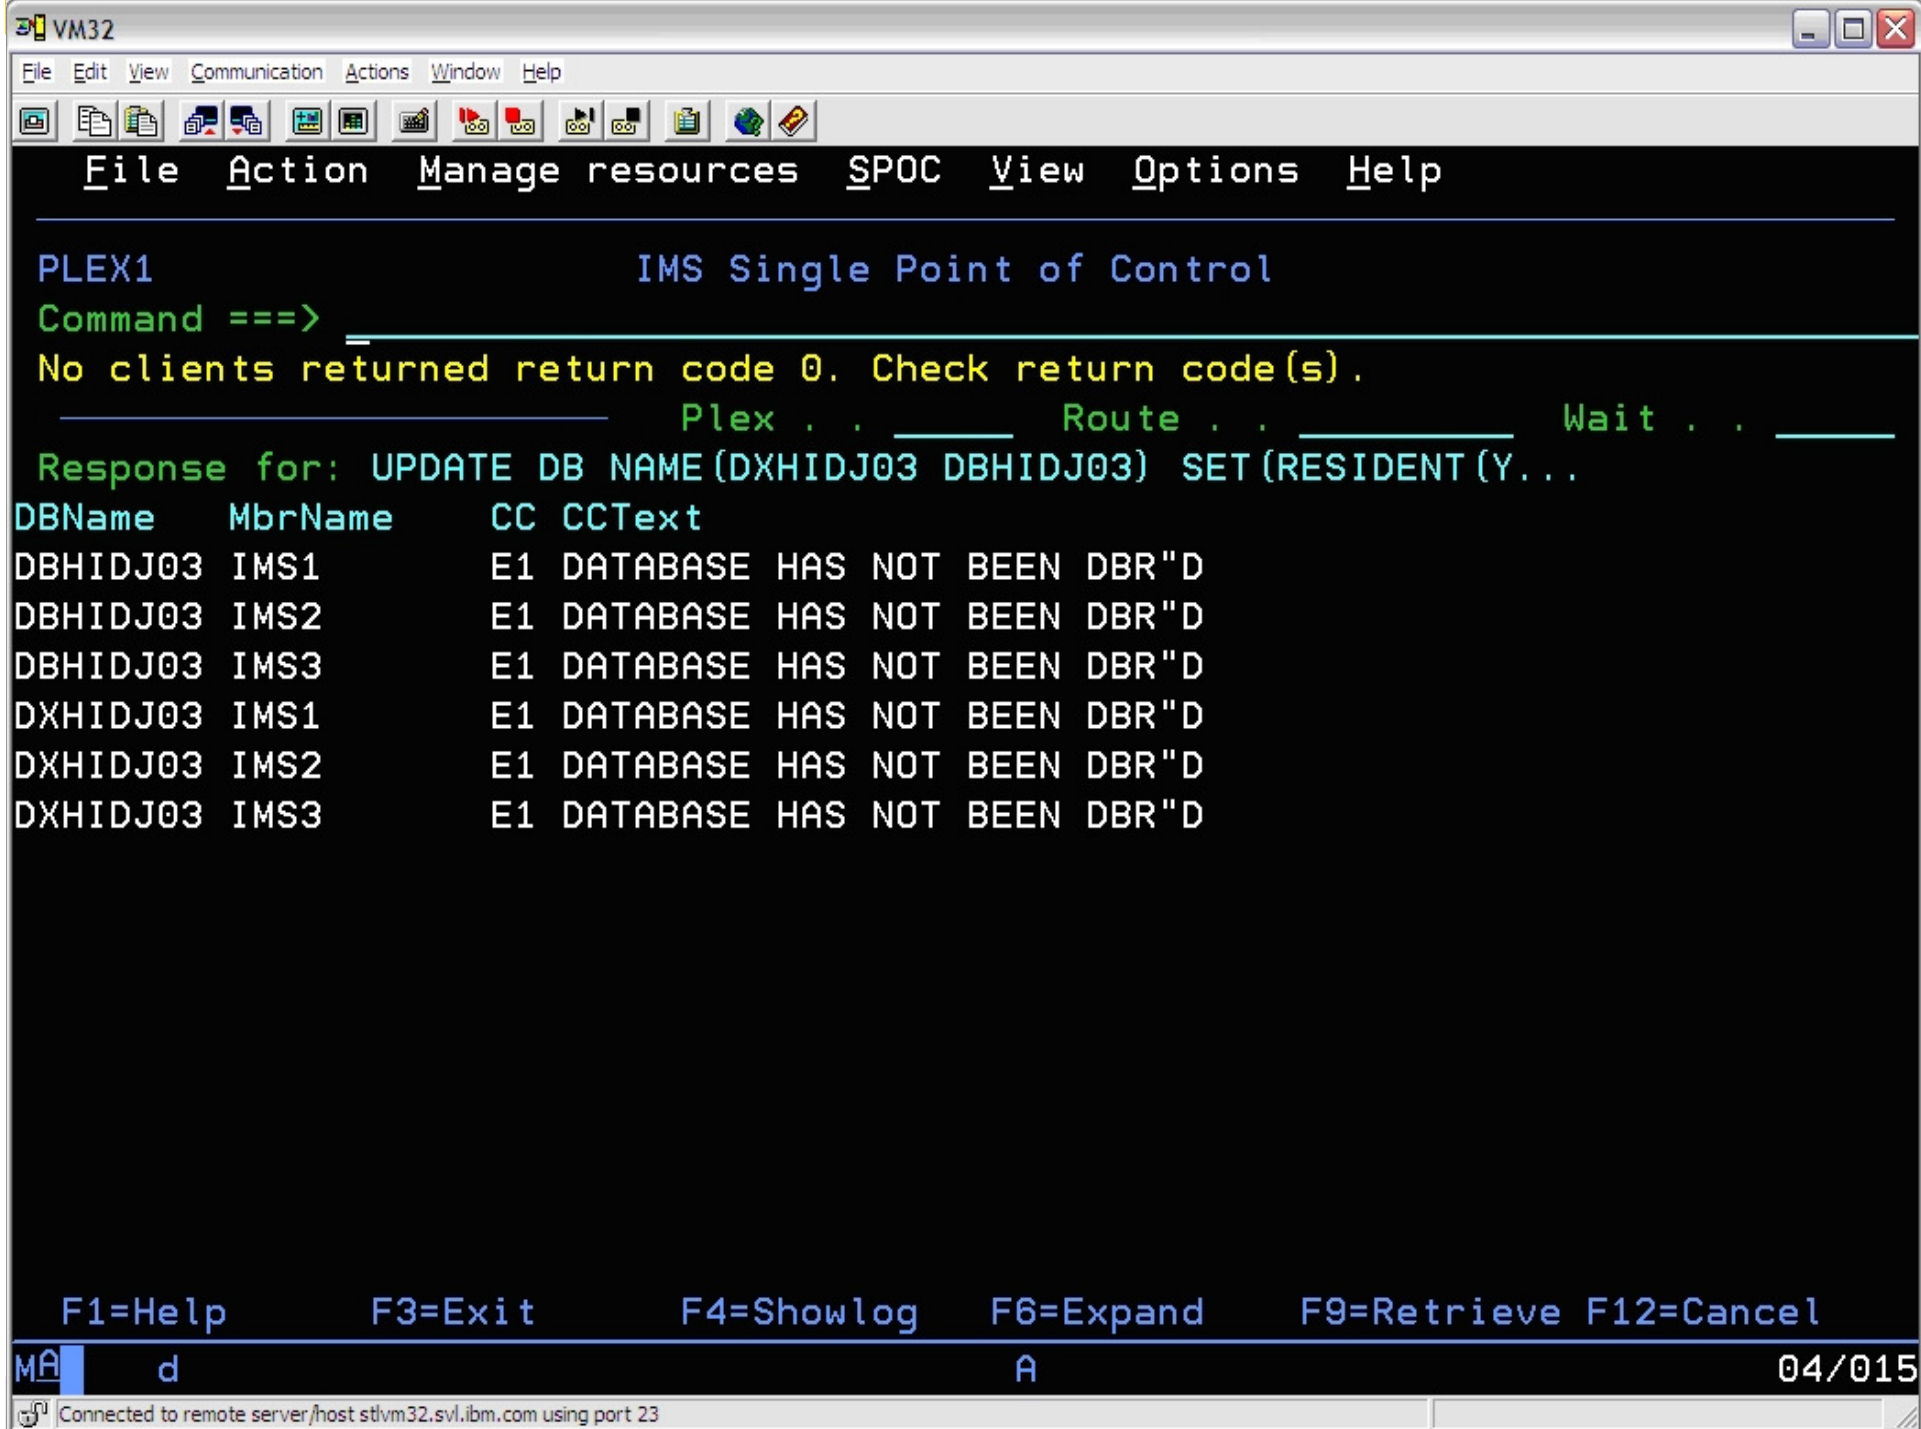 VM32
File Edit View Communication Actions Window Help
File Action Manage resources SPOC View Options Help
PLEX1 IMS Single Point of Control
Command ===>
No clients returned return code 0. Check return code(s).
Plex . . Route . . Wait . .
Response for: UPDATE DB NAME(DXHIDJ03 DBHIDJ03) SET(RESIDENT(Y...
DBName MbrName CC CCText
DBHIDJ03 IMS1 E1 DATABASE HAS NOT BEEN DBR"D
DBHIDJ03 IMS2 E1 DATABASE HAS NOT BEEN DBR"D
DBHIDJ03 IMS3 E1 DATABASE HAS NOT BEEN DBR"D
DXHIDJ03 IMS1 E1 DATABASE HAS NOT BEEN DBR"D
DXHIDJ03 IMS2 E1 DATABASE HAS NOT BEEN DBR"D
DXHIDJ03 IMS3 E1 DATABASE HAS NOT BEEN DBR"D
F1=Help F3=Exit F4=Showlog F6=Expand F9=Retrieve F12=Cancel
MA d A 04/015
Connected to remote server/host stlvm32.svl.ibm.com using port 23